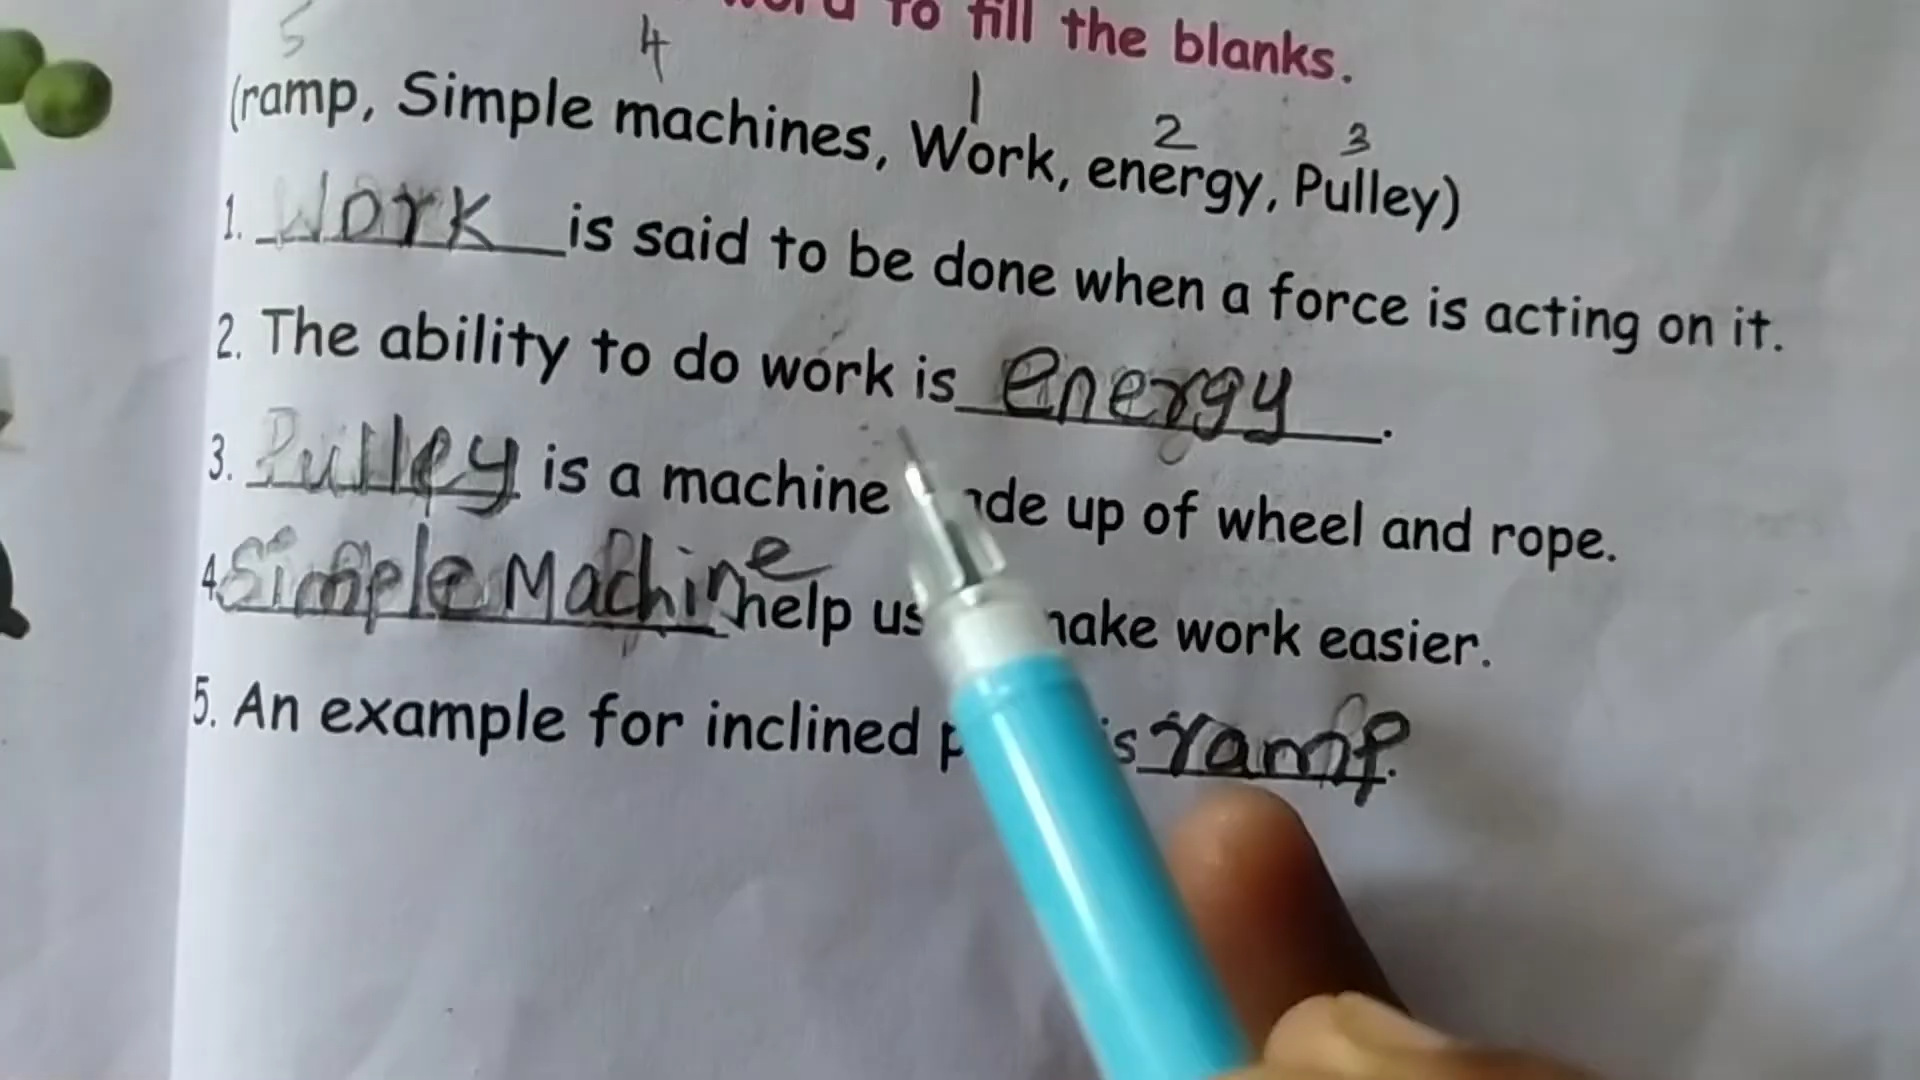 word to fill the blanks.
5 4 1 2 3
(ramp, Simple machines, Work, energy, Pulley)
1. Work is said to be done when a force is acting on it.
2. The ability to do work is energy.
3. Pulley is a machine up of wheel and rope.
4. Simple Machine help us make work easier.
5. An example for inclined is ramp.